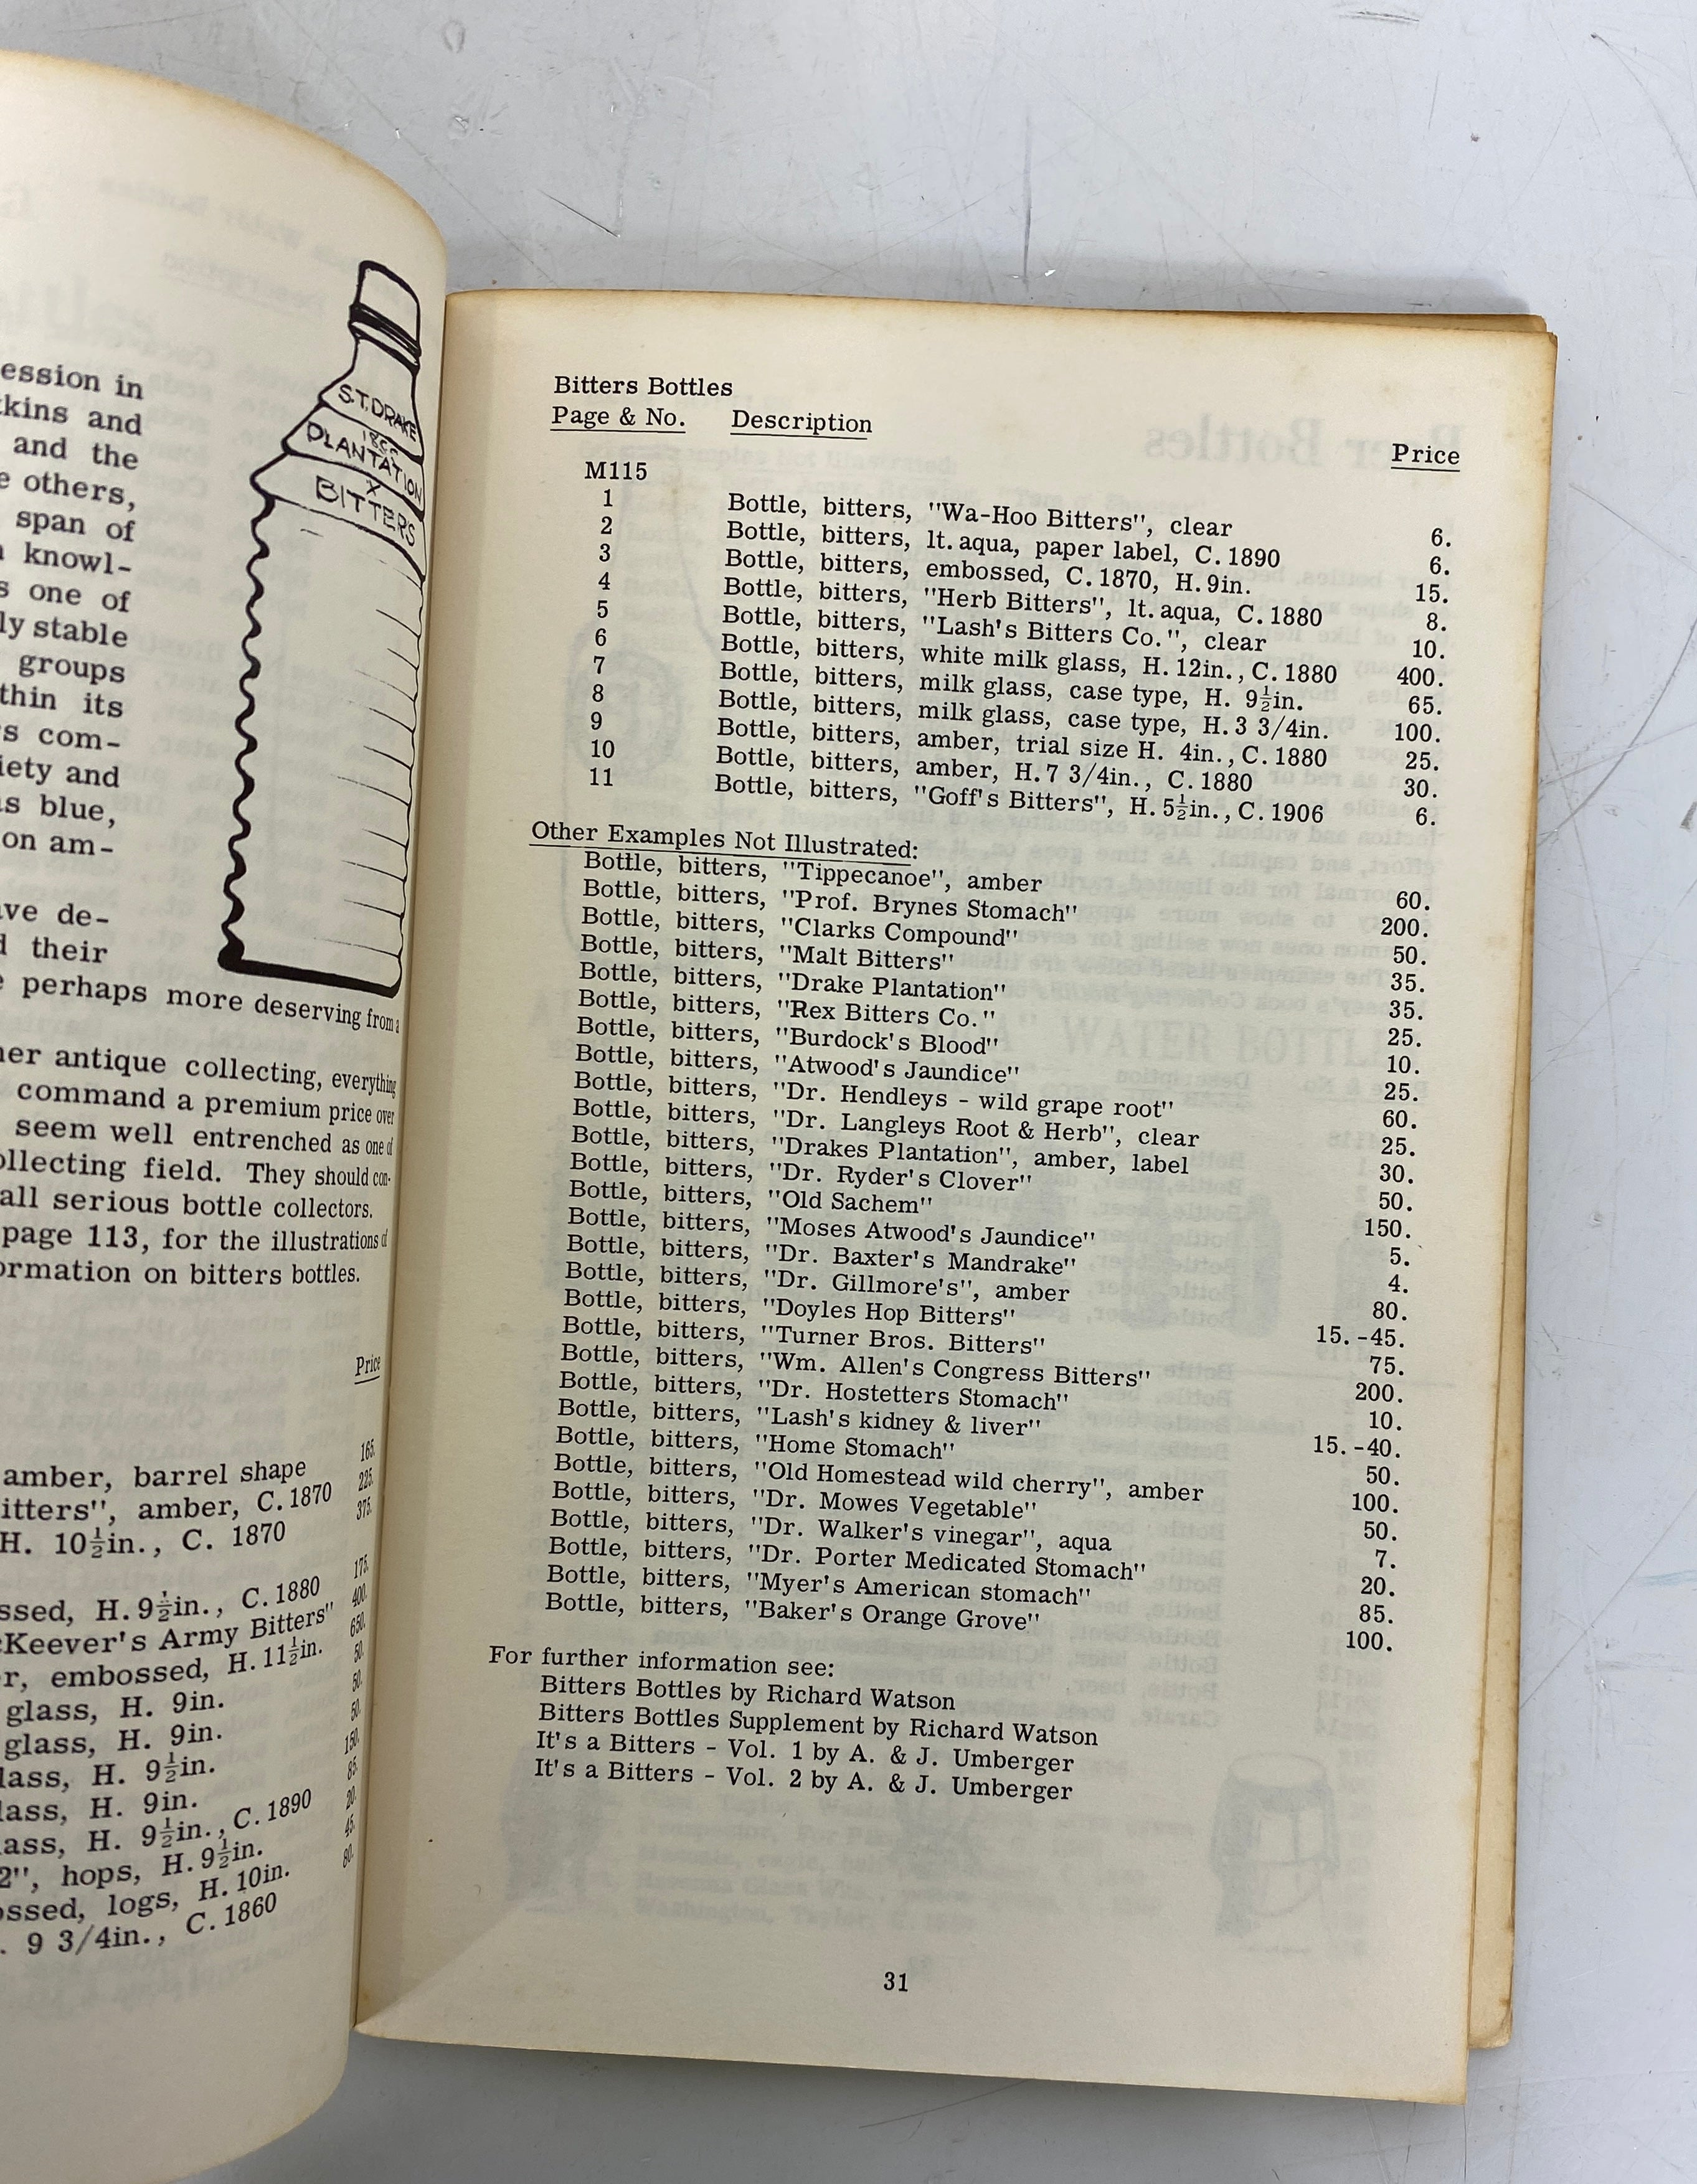 ession in
kins and
and the
e others,
span of
knowl-
s one of
ly stable
groups
thin its
s com-
iety and
as blue,
on am-
ave de-
d their
perhaps more deserving from a
her antique collecting, everything
command a premium price over
seem well entrenched as one of
ollecting field. They should con-
all serious bottle collectors.
page 113, for the illustrations of
ormation on bitters bottles.
S.T. DRAKE
PLANTATION
X
BITTERS
Price
amber, barrel shape 165.
itters", amber, C. 1870 225.
H. 10½in., C. 1870 375.
ssed, H. 9½in., C. 1880 175.
cKeever's Army Bitters" 400.
r, embossed, H. 11½in. 650.
glass, H. 9in. 50.
glass, H. 9in. 50.
lass, H. 9½in. 50.
lass, H. 9in. 150.
lass, H. 9½in., C. 1890 85.
2", hops, H. 9½in. 20.
ossed, logs, H. 10in. 45.
. 9 3/4in., C. 1860 80.
Bitters Bottles
Page & No. Description Price
M115
1 Bottle, bitters, "Wa-Hoo Bitters", clear 6.
2 Bottle, bitters, lt. aqua, paper label, C. 1890 6.
3 Bottle, bitters, embossed, C. 1870, H. 9in. 15.
4 Bottle, bitters, "Herb Bitters", lt. aqua, C. 1880 8.
5 Bottle, bitters, "Lash's Bitters Co.", clear 10.
6 Bottle, bitters, white milk glass, H. 12in., C. 1880 400.
7 Bottle, bitters, milk glass, case type, H. 9½in. 65.
8 Bottle, bitters, milk glass, case type, H. 3 3/4in. 100.
9 Bottle, bitters, amber, trial size H. 4in., C. 1880 25.
10 Bottle, bitters, amber, H. 7 3/4in., C. 1880 30.
11 Bottle, bitters, "Goff's Bitters", H. 5½in., C. 1906 6.
Other Examples Not Illustrated:
Bottle, bitters, "Tippecanoe", amber 60.
Bottle, bitters, "Prof. Brynes Stomach" 200.
Bottle, bitters, "Clarks Compound" 50.
Bottle, bitters, "Malt Bitters" 35.
Bottle, bitters, "Drake Plantation" 35.
Bottle, bitters, "Rex Bitters Co." 25.
Bottle, bitters, "Burdock's Blood" 10.
Bottle, bitters, "Atwood's Jaundice" 25.
Bottle, bitters, "Dr. Hendleys - wild grape root" 60.
Bottle, bitters, "Dr. Langleys Root & Herb", clear 25.
Bottle, bitters, "Drakes Plantation", amber, label 30.
Bottle, bitters, "Dr. Ryder's Clover" 50.
Bottle, bitters, "Old Sachem" 150.
Bottle, bitters, "Moses Atwood's Jaundice" 5.
Bottle, bitters, "Dr. Baxter's Mandrake" 4.
Bottle, bitters, "Dr. Gillmore's", amber 80.
Bottle, bitters, "Doyles Hop Bitters" 15.-45.
Bottle, bitters, "Turner Bros. Bitters" 75.
Bottle, bitters, "Wm. Allen's Congress Bitters" 200.
Bottle, bitters, "Dr. Hostetters Stomach" 10.
Bottle, bitters, "Lash's kidney & liver" 15.-40.
Bottle, bitters, "Home Stomach" 50.
Bottle, bitters, "Old Homestead wild cherry", amber 100.
Bottle, bitters, "Dr. Mowes Vegetable" 50.
Bottle, bitters, "Dr. Walker's vinegar", aqua 7.
Bottle, bitters, "Dr. Porter Medicated Stomach" 20.
Bottle, bitters, "Myer's American stomach" 85.
Bottle, bitters, "Baker's Orange Grove" 100.
For further information see:
Bitters Bottles by Richard Watson
Bitters Bottles Supplement by Richard Watson
It's a Bitters - Vol. 1 by A. & J. Umberger
It's a Bitters - Vol. 2 by A. & J. Umberger
31